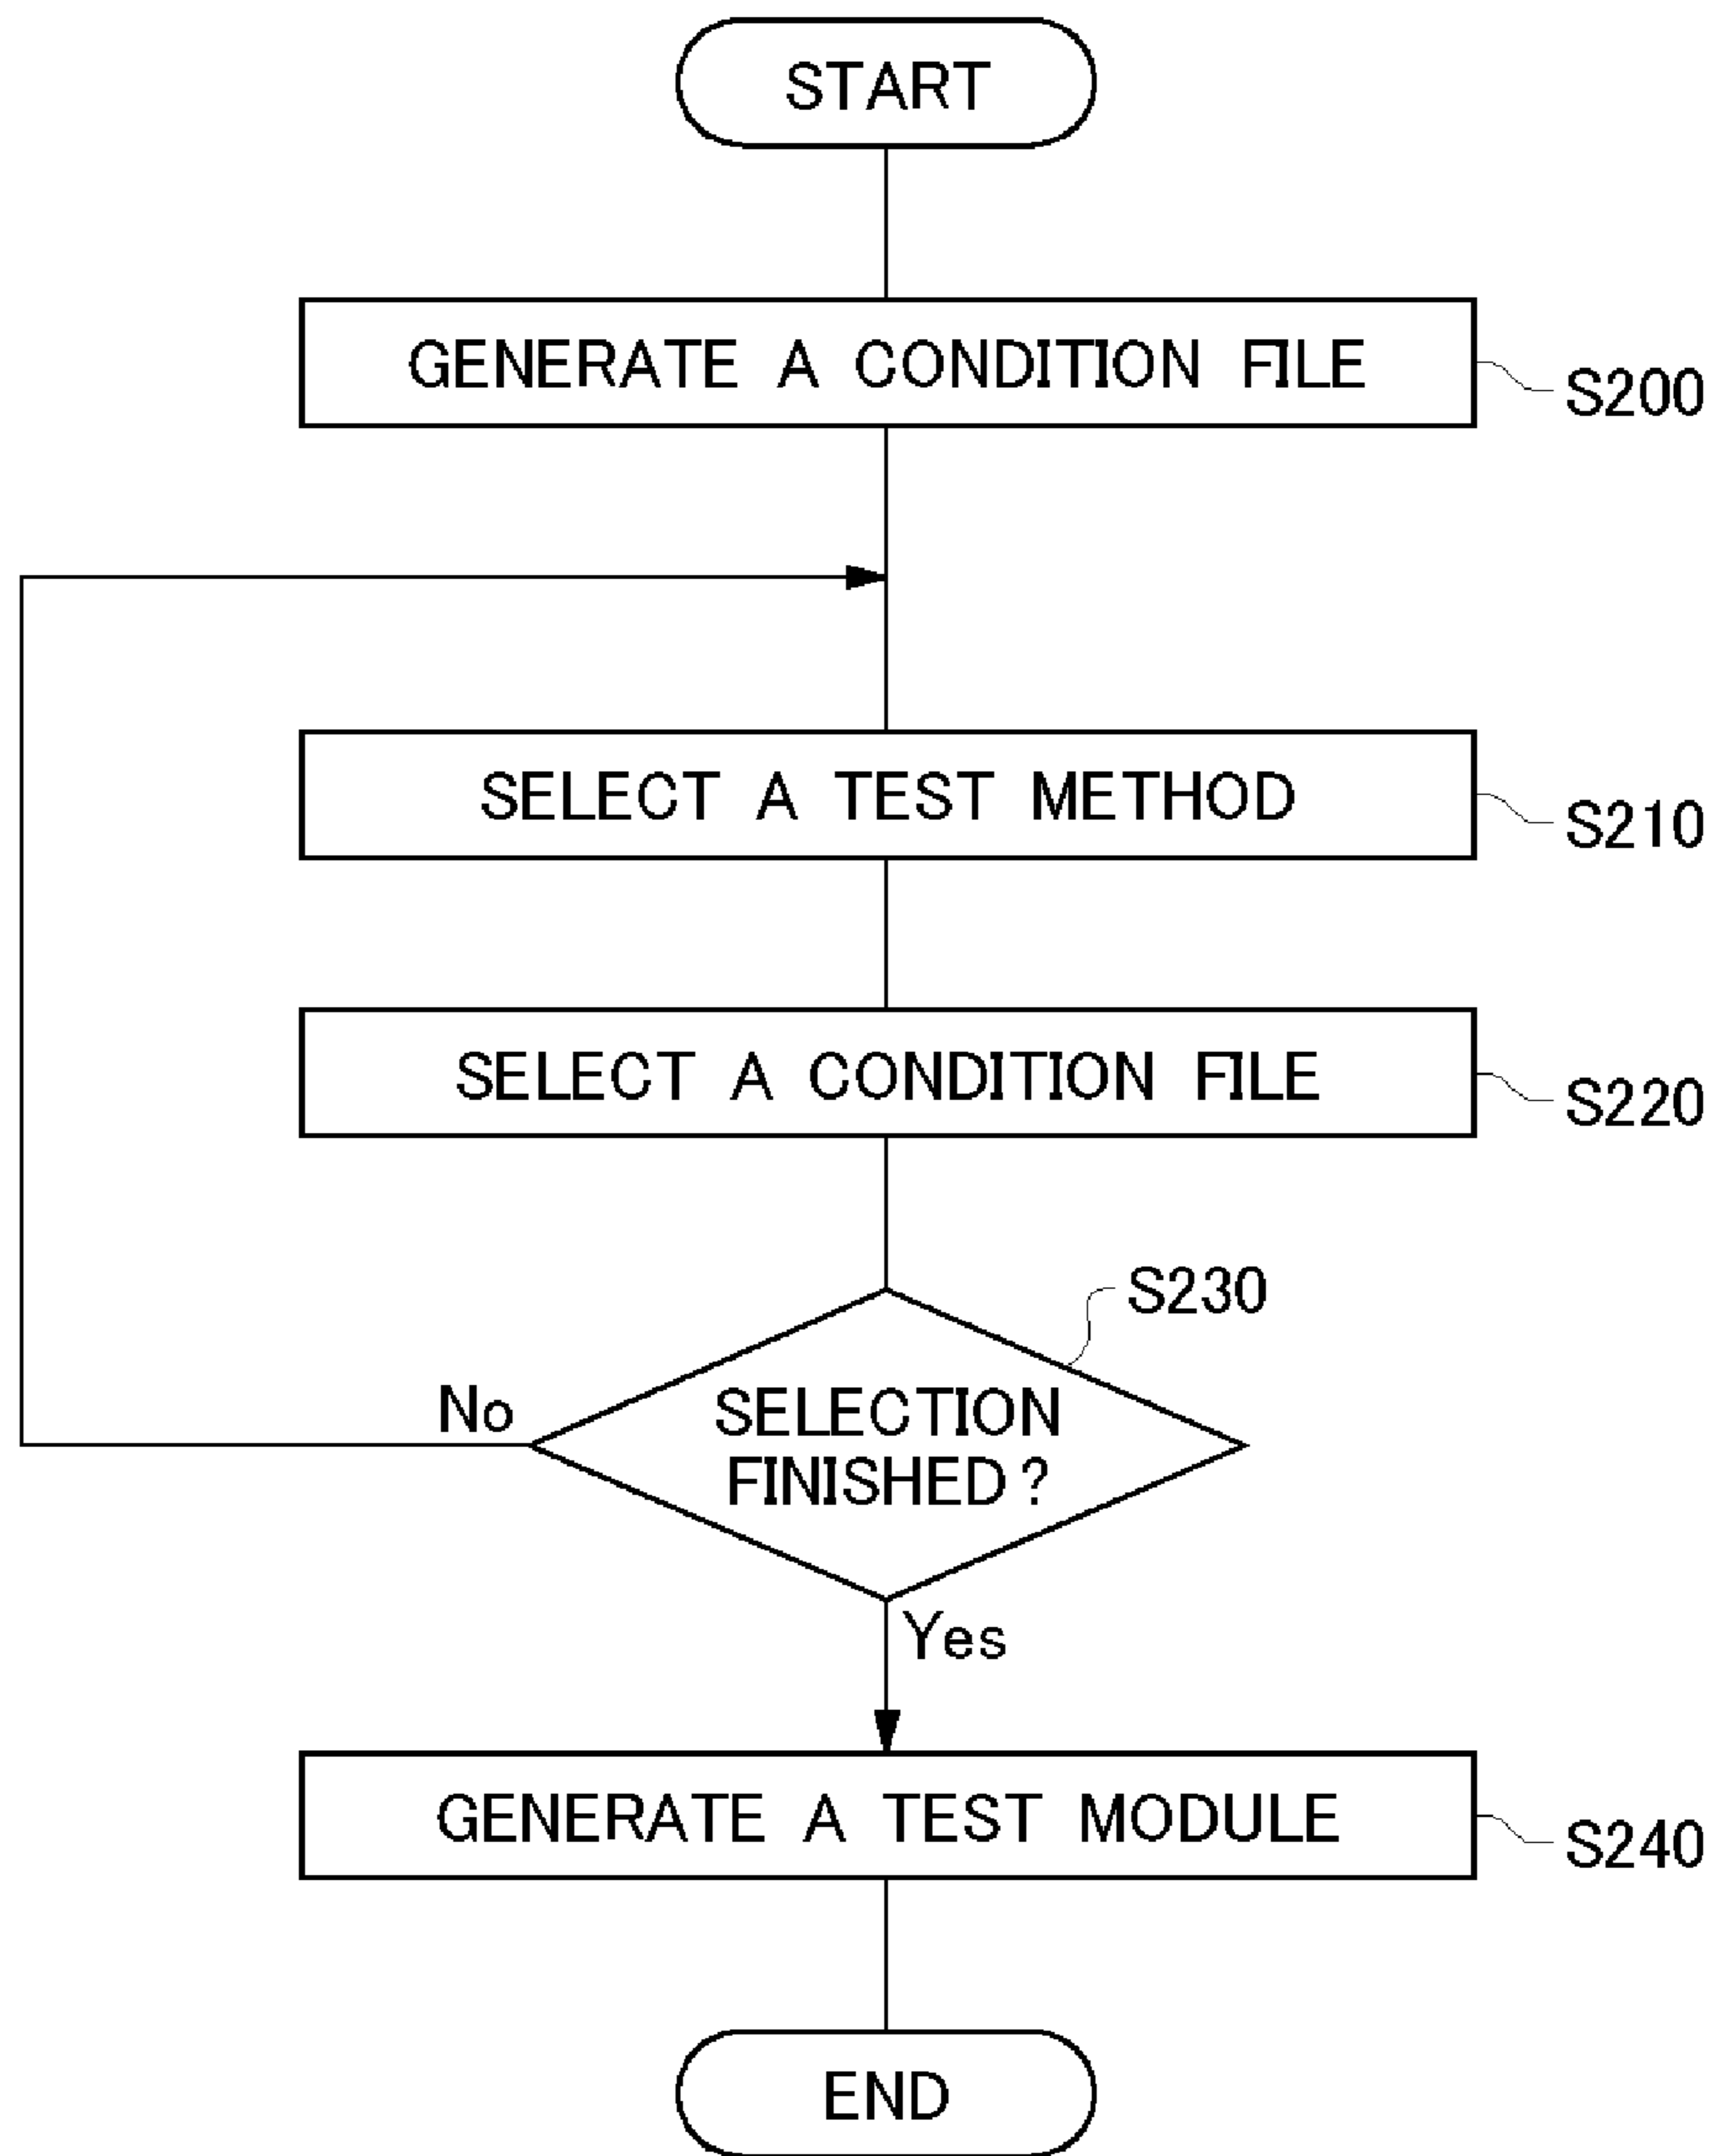 START
GENERATE A CONDITION FILE
S200
SELECT A TEST METHOD
S210
SELECT A CONDITION FILE
S220
S230
SELECTION
FINISHED?
No
Yes
GENERATE A TEST MODULE
S240
END